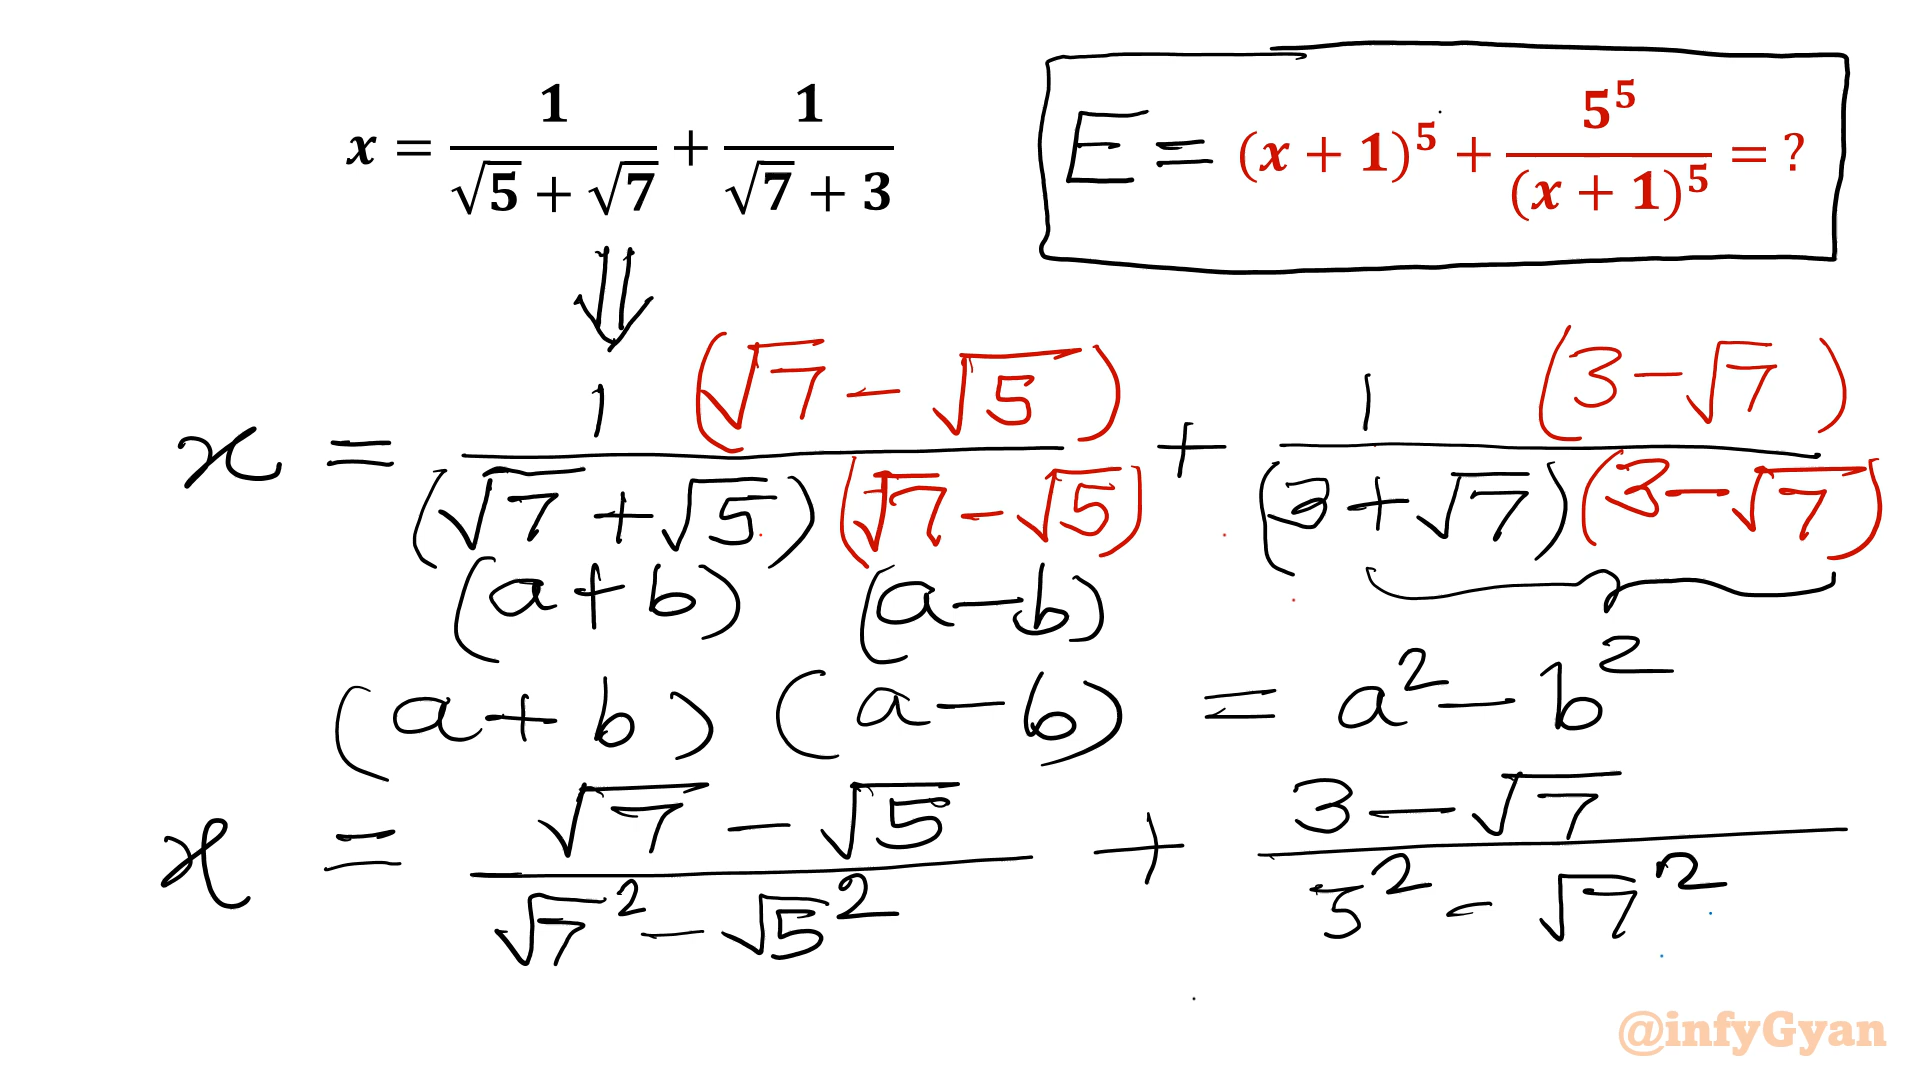 x = 1/(√5 + √7) + 1/(√7 + 3)
E = (x + 1)^5 + 5^5/(x + 1)^5 = ?
x = 1 (√7 − √5)/((√7 + √5)(√7 − √5)) + 1 (3 − √7)/((3 + √7)(3 − √7))
(a + b) (a − b)
(a + b) (a − b) = a² − b²
x = (√7 − √5)/(√7² − √5²) + (3 − √7)/(3² − √7²)
@infyGyan